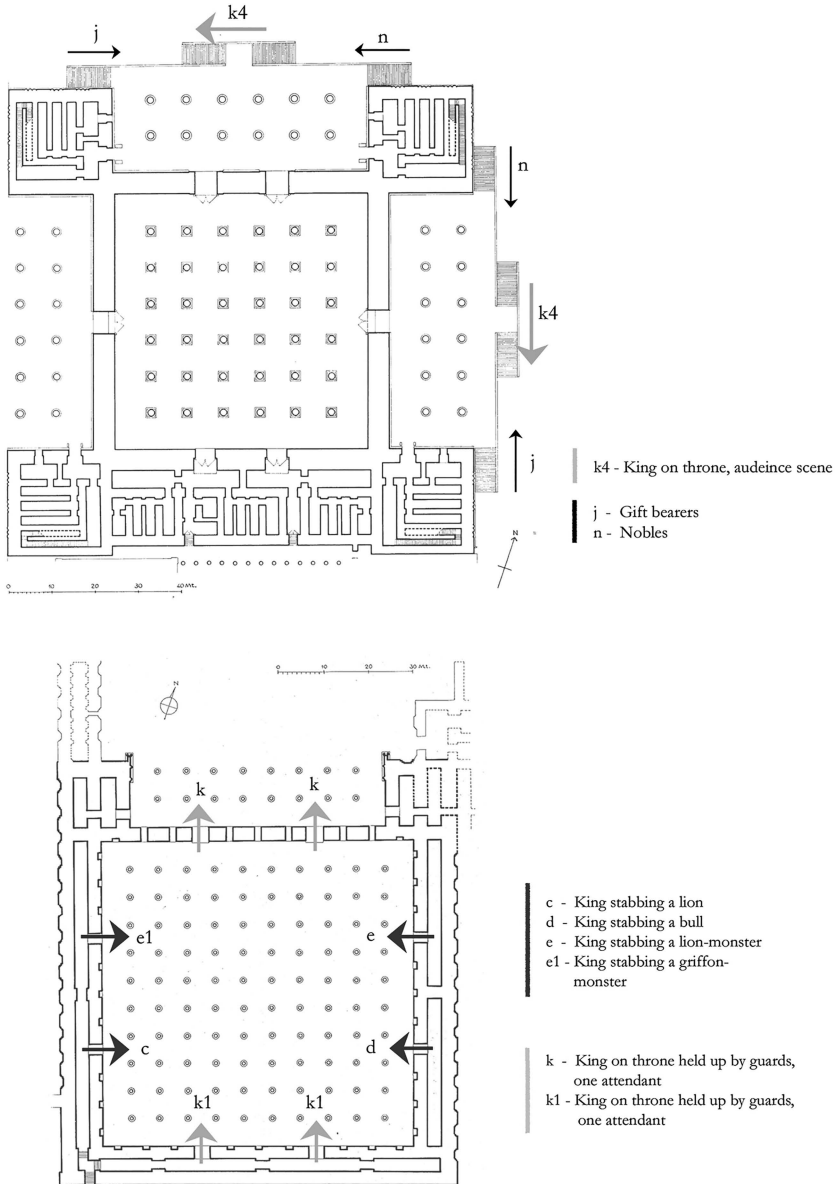 k4
j
n
n
k4
j
k4 - King on throne, audeince scene
j - Gift bearers
n - Nobles
N
0 10 20 30 40 Mt.
0 10 20 30 Mt.
N
k
k
e1
e
c
d
k1
k1
c - King stabbing a lion
d - King stabbing a bull
e - King stabbing a lion-monster
e1 - King stabbing a griffon-
monster
k - King on throne held up by guards,
one attendant
k1 - King on throne held up by guards,
one attendant